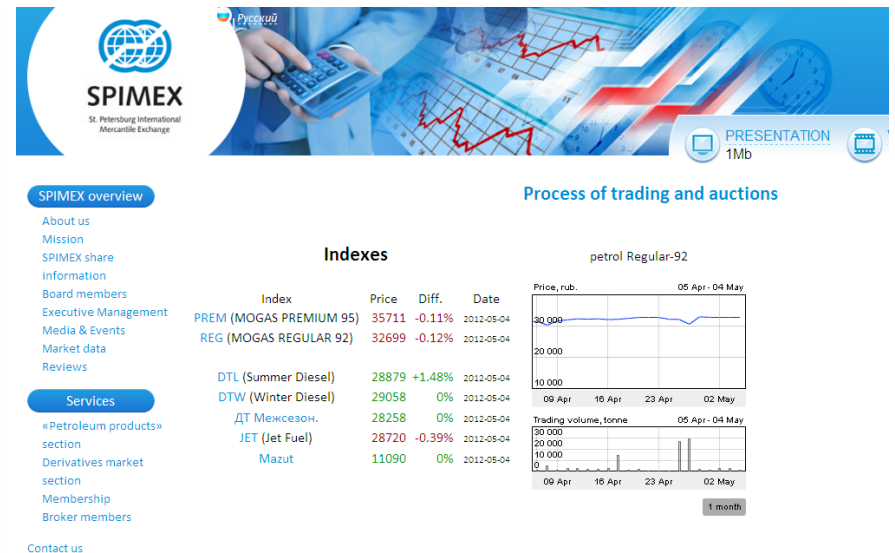 Русский
SPIMEX
St. Petersburg International
Mercantile Exchange
PRESENTATION
1Mb
SPIMEX overview
About us
Mission
SPIMEX share
information
Board members
Executive Management
Media & Events
Market data
Reviews
Services
«Petroleum products»
section
Derivatives market
section
Membership
Broker members
Contact us
Process of trading and auctions
Indexes
Index Price Diff. Date
PREM (MOGAS PREMIUM 95) 35711 -0.11% 2012-05-04
REG (MOGAS REGULAR 92) 32699 -0.12% 2012-05-04
DTL (Summer Diesel) 28879 +1.48% 2012-05-04
DTW (Winter Diesel) 29058 0% 2012-05-04
ДТ Межсезон. 28258 0% 2012-05-04
JET (Jet Fuel) 28720 -0.39% 2012-05-04
Mazut 11090 0% 2012-05-04
petrol Regular-92
Price, rub. 05 Apr - 04 May
30 000
20 000
10 000
09 Apr 16 Apr 23 Apr 02 May
Trading volume, tonne 05 Apr - 04 May
30 000
20 000
10 000
0
09 Apr 16 Apr 23 Apr 02 May
1 month